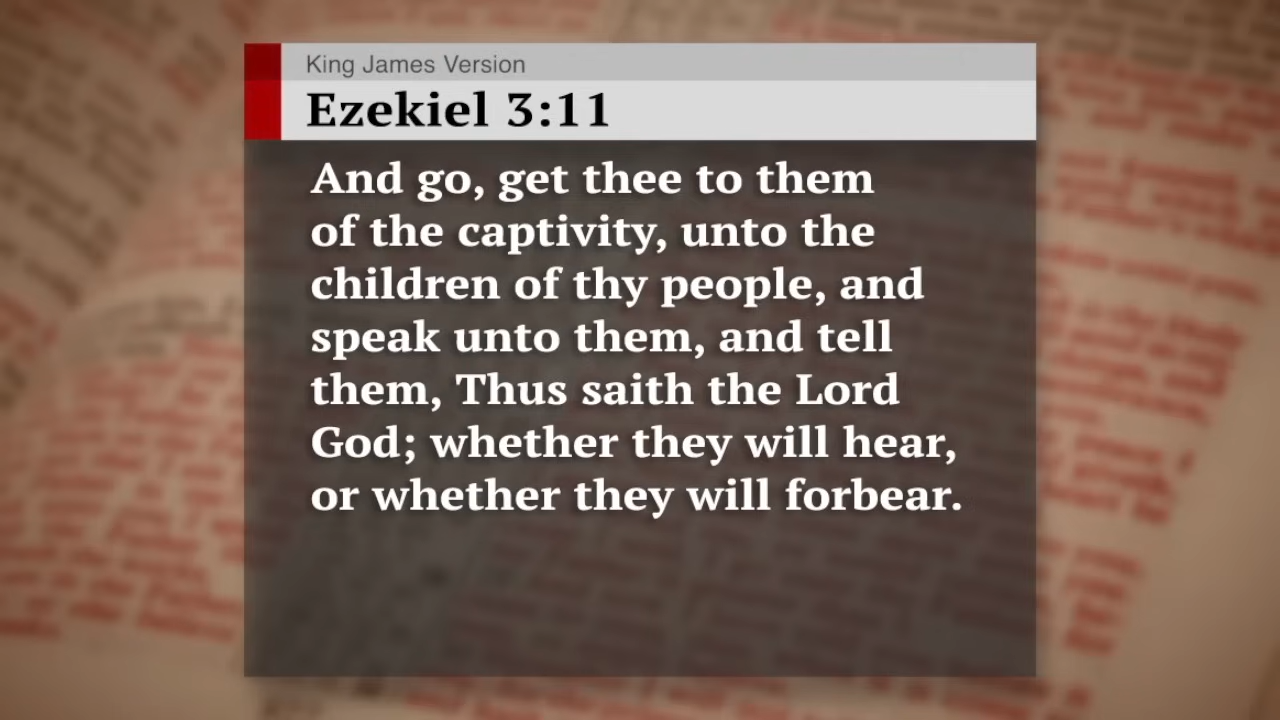 King James Version
Ezekiel 3:11
And go, get thee to them
of the captivity, unto the
children of thy people, and
speak unto them, and tell
them, Thus saith the Lord
God; whether they will hear,
or whether they will forbear.